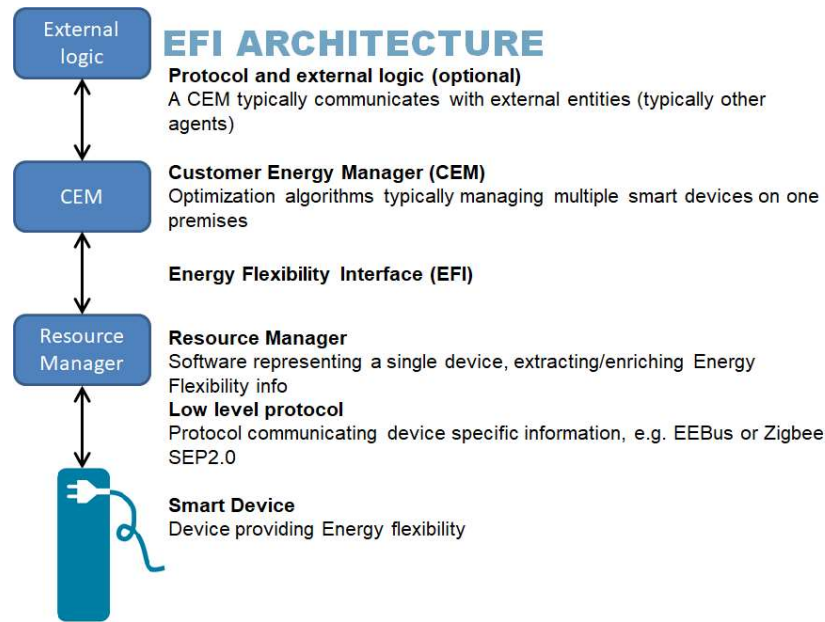 External
logic
EFI ARCHITECTURE
Protocol and external logic (optional)
A CEM typically communicates with external entities (typically other
agents)
CEM
Customer Energy Manager (CEM)
Optimization algorithms typically managing multiple smart devices on one
premises
Energy Flexibility Interface (EFI)
Resource
Manager
Resource Manager
Software representing a single device, extracting/enriching Energy
Flexibility info
Low level protocol
Protocol communicating device specific information, e.g. EEBus or Zigbee
SEP2.0
Smart Device
Device providing Energy flexibility